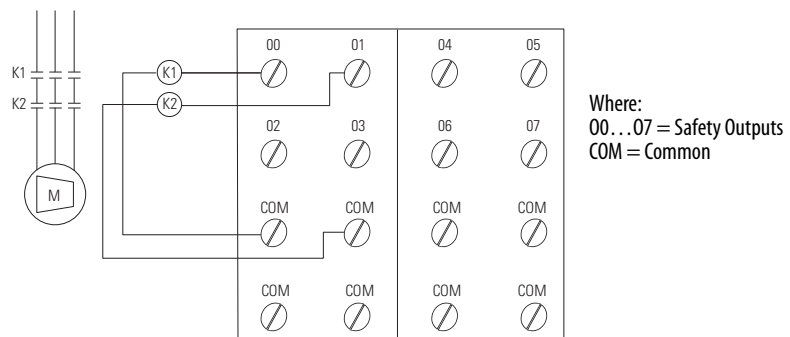 00 01 04 05
K1 K1
K2 K2
02 03 06 07
M
COM COM COM COM
COM COM COM COM
Where:
00...07 = Safety Outputs
COM = Common